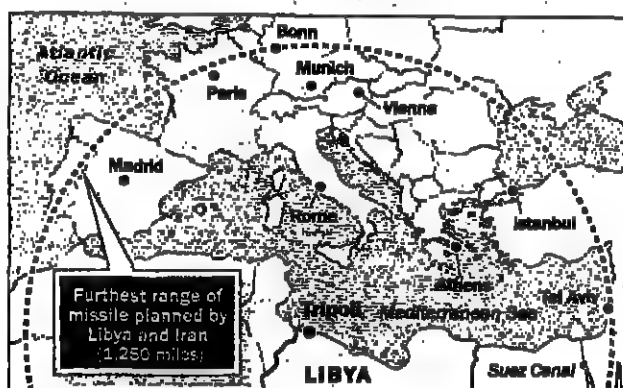 Bonn
Atlantic
Ocean
Munich
Paris
Vienna
Madrid
Rome
Istanbul
Athens
Furthest range of
missile planned by
Libya and Iran
(1,250 miles)
Tel Aviv
Tripoli
Mediterranean Sea
LIBYA
Suez Canal